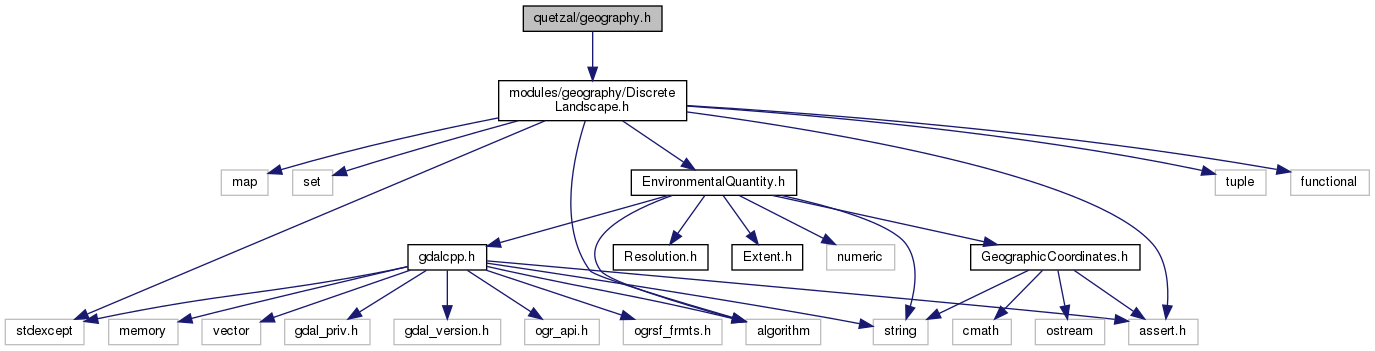 quetzal/geography.h
modules/geography/Discrete
Landscape.h
map
set
EnvironmentalQuantity.h
tuple
functional
gdalcpp.h
Resolution.h
Extent.h
numeric
GeographicCoordinates.h
stdexcept
memory
vector
gdal_priv.h
gdal_version.h
ogr_api.h
ogrsf_frmts.h
algorithm
string
cmath
ostream
assert.h